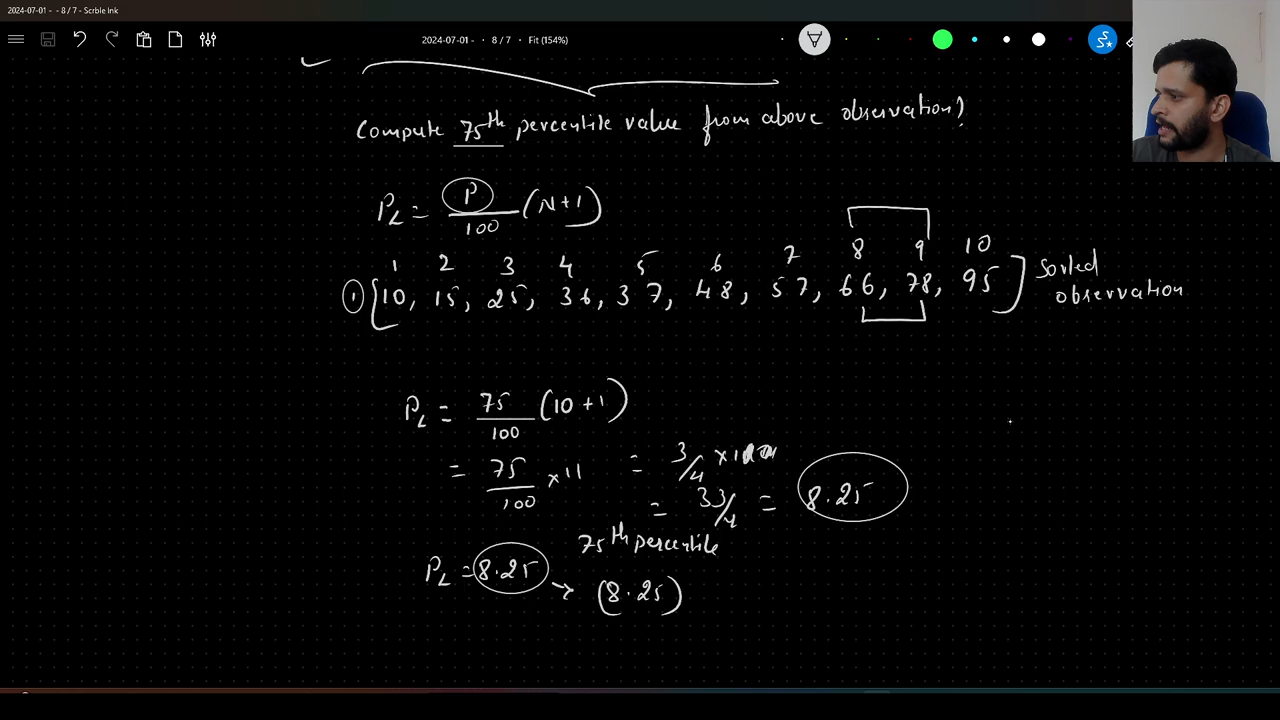 2024-07-01 - - 8 / 7 - Scrble Ink
2024-07-01 - • 8 / 7 • Fit (154%)
Compute 75th percentile value from above observation?
PL = P/100 (N+1)
1 2 3 4 5 6 7 8 9 10
① [10, 15, 25, 36, 37, 48, 57, 66, 78, 95] Sorted
observation
PL = 75/100 (10+1)
= 75/100 × 11 = 3/4 ×
= 33/4 = 8.25
75th percentile
PL = 8.25 → (8.25)